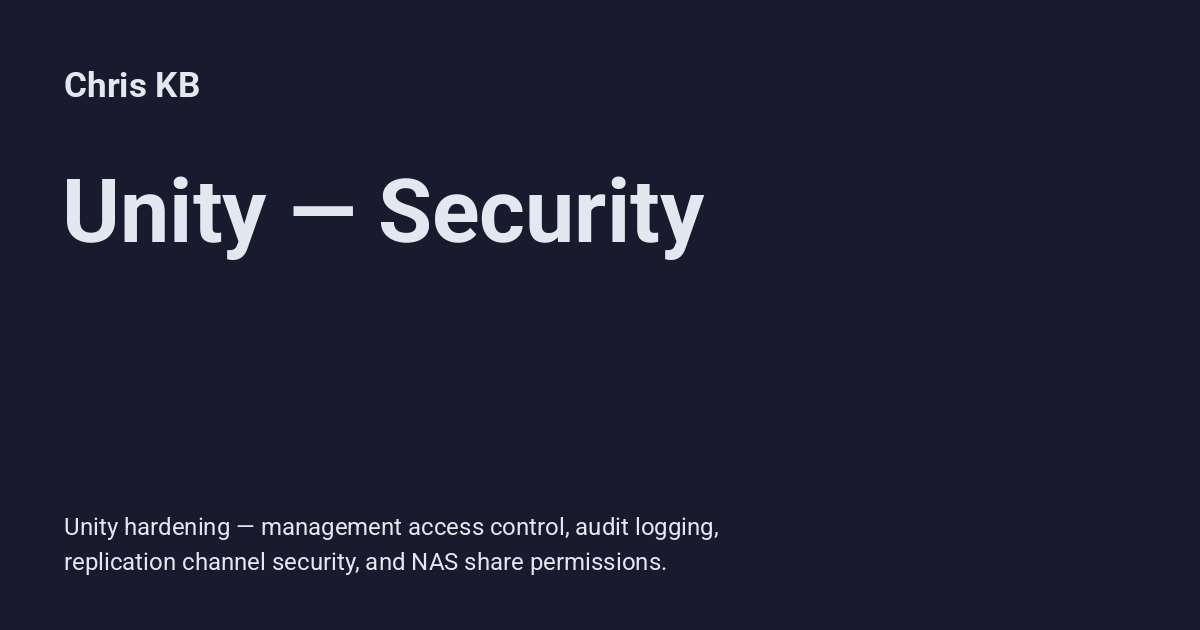 Chris KB
Unity — Security
Unity hardening — management access control, audit logging,
replication channel security, and NAS share permissions.